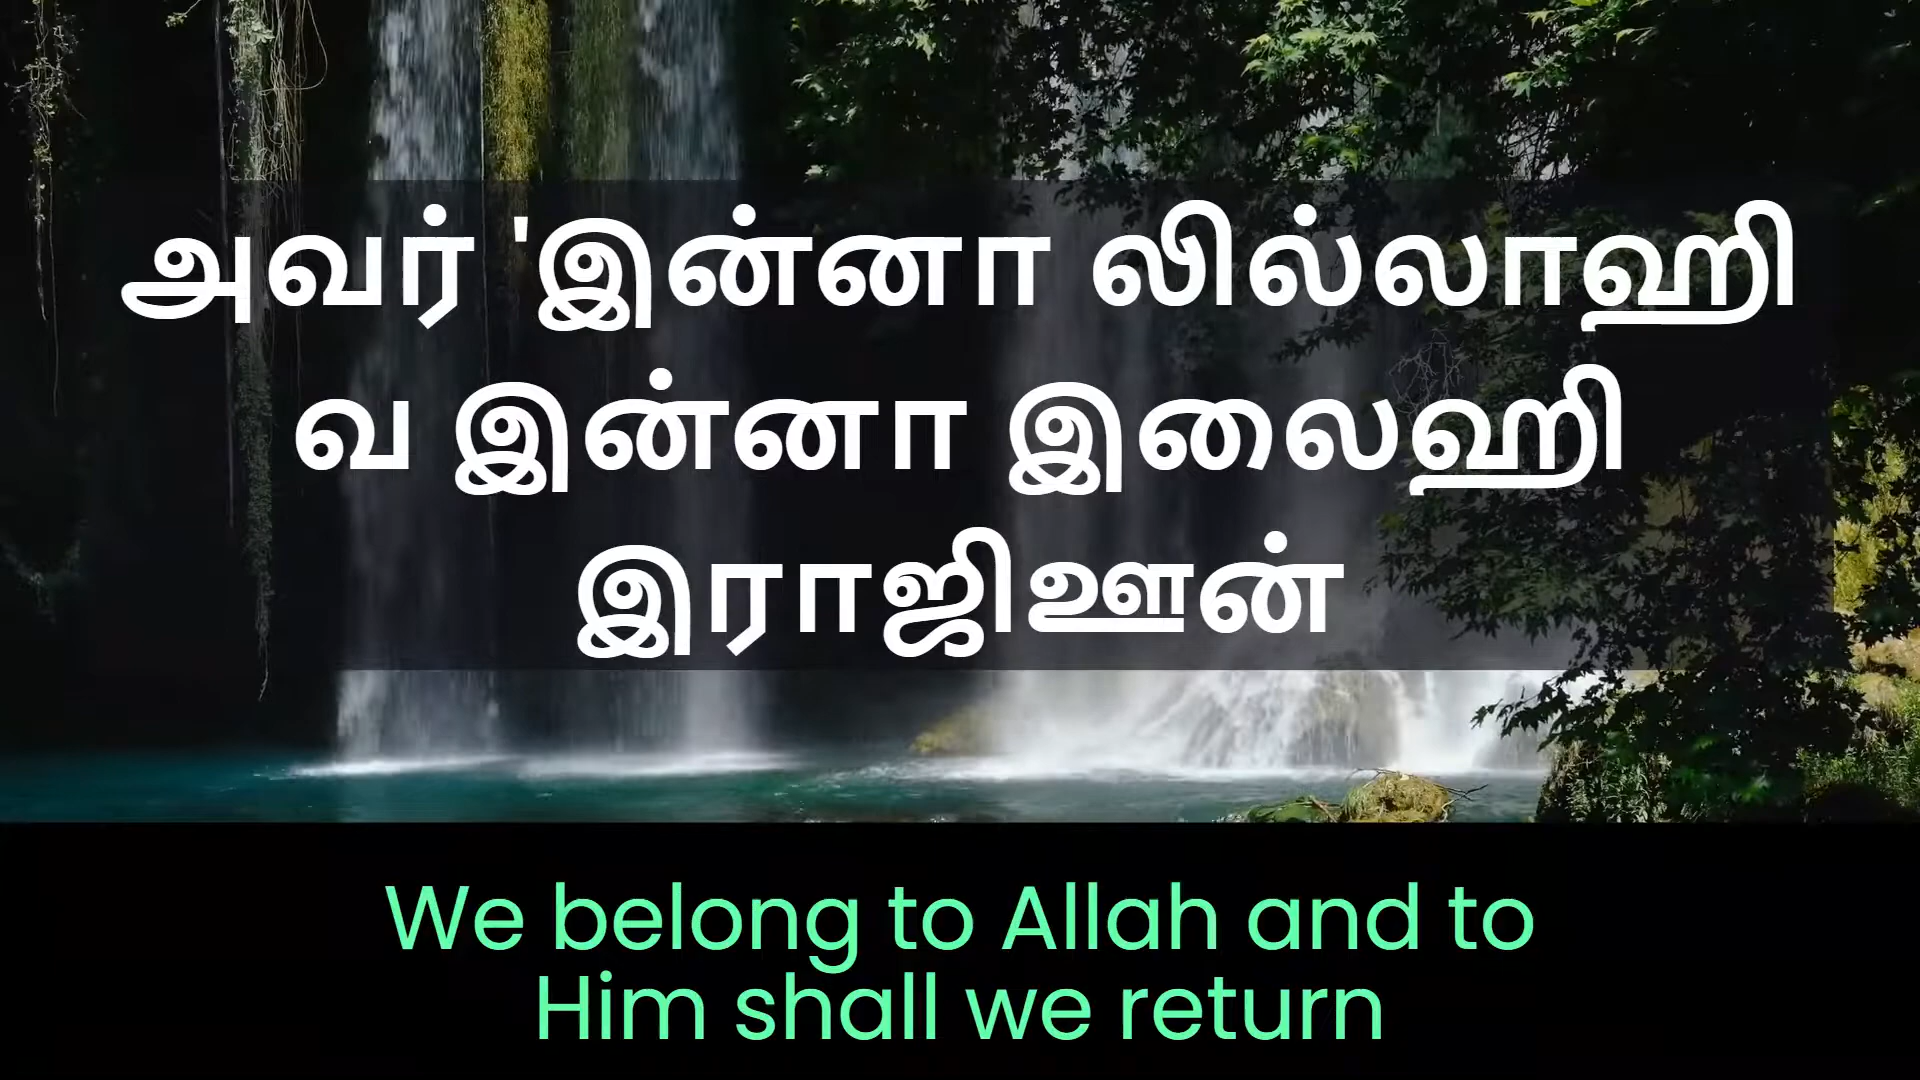 அவர் 'இன்னா லில்லாஹி
வ இன்னா இலைஹி
இராஜிஊன்
We belong to Allah and to
Him shall we return